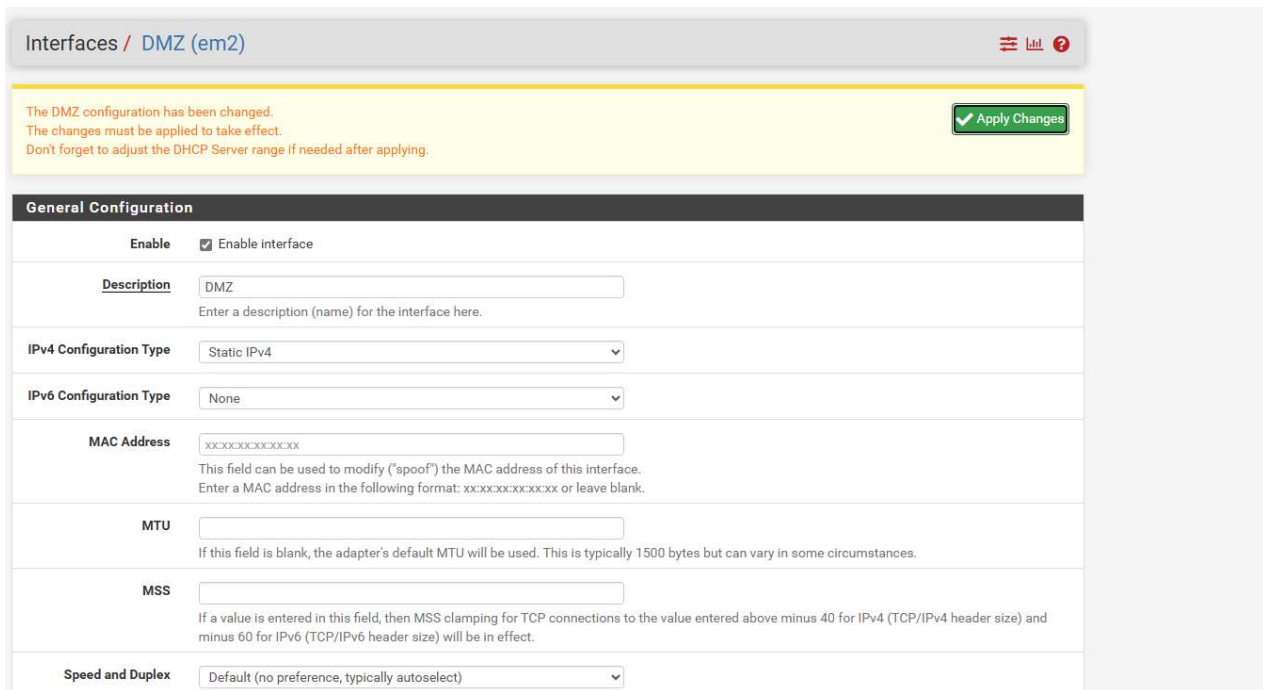 Interfaces / DMZ (em2)
The DMZ configuration has been changed.
The changes must be applied to take effect.
Don't forget to adjust the DHCP Server range if needed after applying.
Apply Changes
General Configuration
Enable
Enable interface
Description
DMZ
Enter a description (name) for the interface here.
IPv4 Configuration Type
Static IPv4
IPv6 Configuration Type
None
MAC Address
xx:xx:xx:xx:xx:xx
This field can be used to modify ("spoof") the MAC address of this interface.
Enter a MAC address in the following format: xx:xx:xx:xx:xx:xx or leave blank.
MTU
If this field is blank, the adapter's default MTU will be used. This is typically 1500 bytes but can vary in some circumstances.
MSS
If a value is entered in this field, then MSS clamping for TCP connections to the value entered above minus 40 for IPv4 (TCP/IPv4 header size) and
minus 60 for IPv6 (TCP/IPv6 header size) will be in effect.
Speed and Duplex
Default (no preference, typically autoselect)